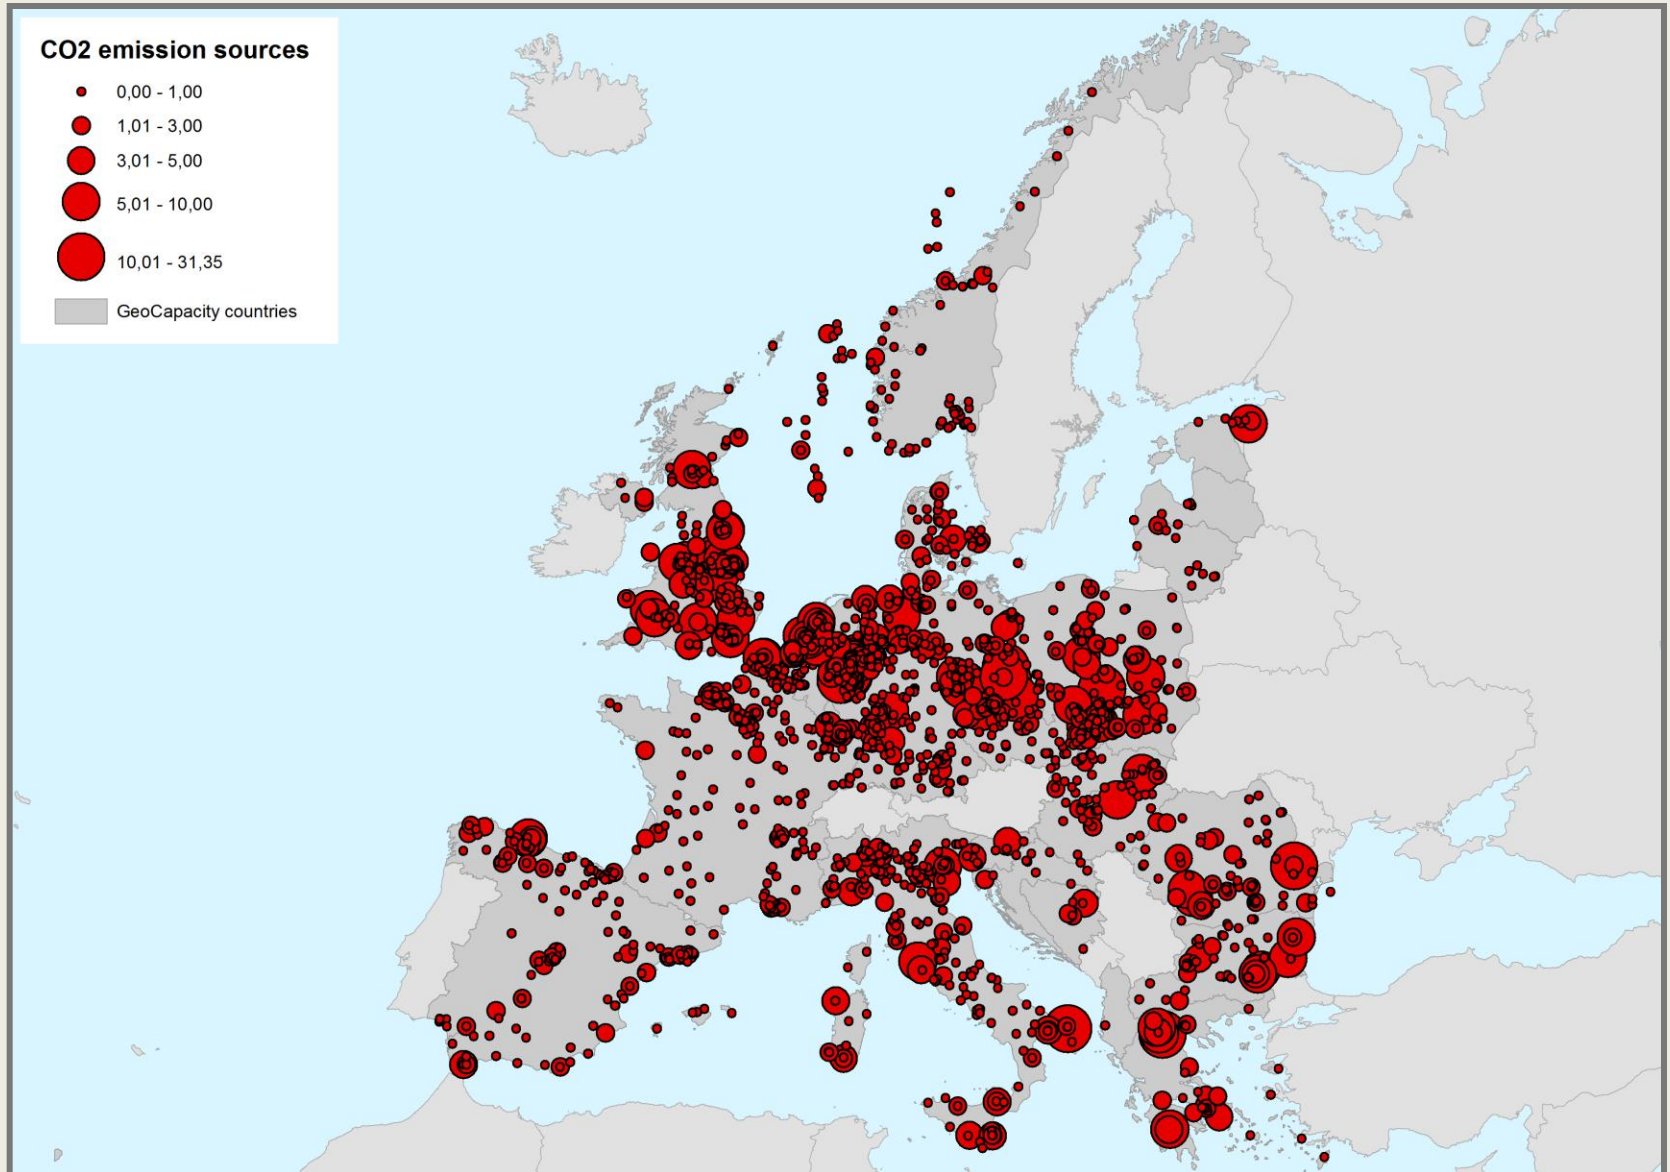 CO2 emission sources
0,00 - 1,00
1,01 - 3,00
3,01 - 5,00
5,01 - 10,00
10,01 - 31,35
GeoCapacity countries